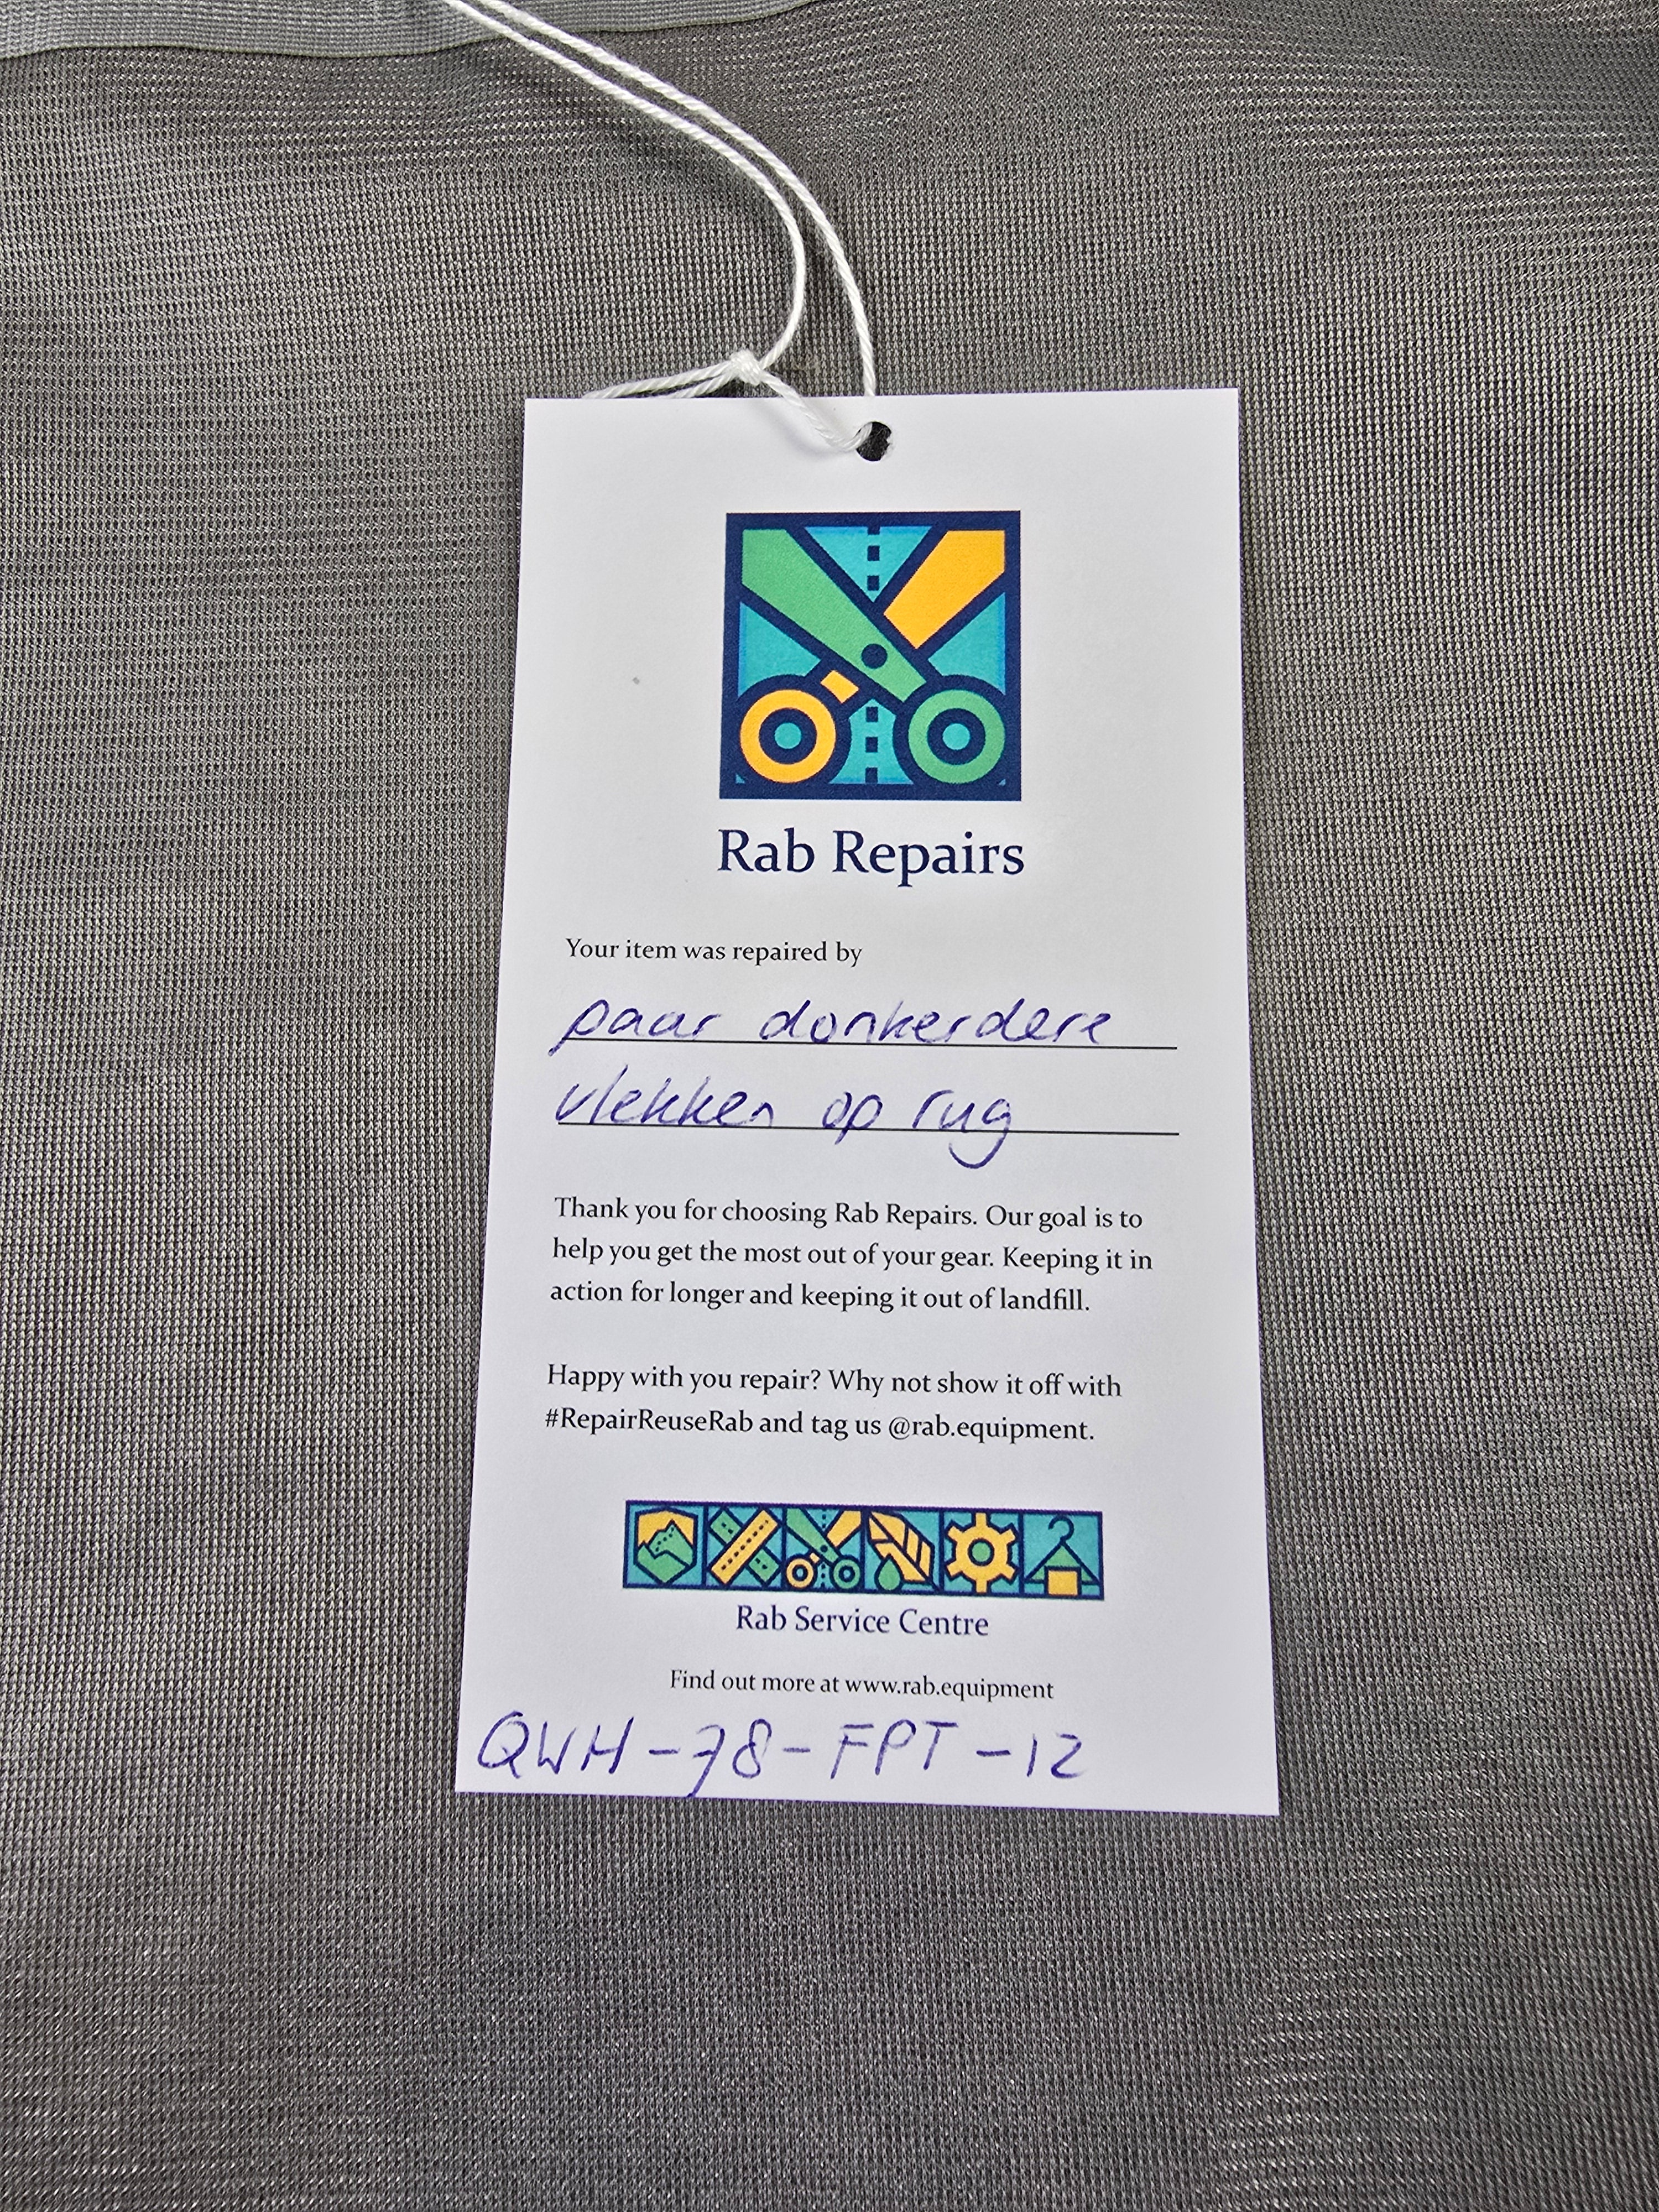 Rab Repairs
Your item was repaired by
paar donkerdere
vlekken op rug
Thank you for choosing Rab Repairs. Our goal is to
help you get the most out of your gear. Keeping it in
action for longer and keeping it out of landfill.
Happy with you repair? Why not show it off with
#RepairReuseRab and tag us @rab.equipment.
Rab Service Centre
Find out more at www.rab.equipment
QWH-78-FPT-12